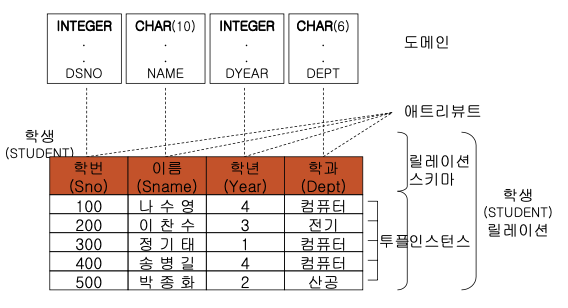 INTEGER CHAR(10) INTEGER CHAR(6)
. . . .
. . . .
DSNO NAME DYEAR DEPT
도메인
애트리뷰트
학생
(STUDENT)
학번 이름 학년 학과
(Sno) (Sname) (Year) (Dept)
릴레이션
스키마
100 나 수 영 4 컴퓨터
200 이 찬 수 3 전기
300 정 기 태 1 컴퓨터
400 송 병 길 4 컴퓨터
500 박 종 화 2 산공
투플인스턴스
학생
(STUDENT)
릴레이션